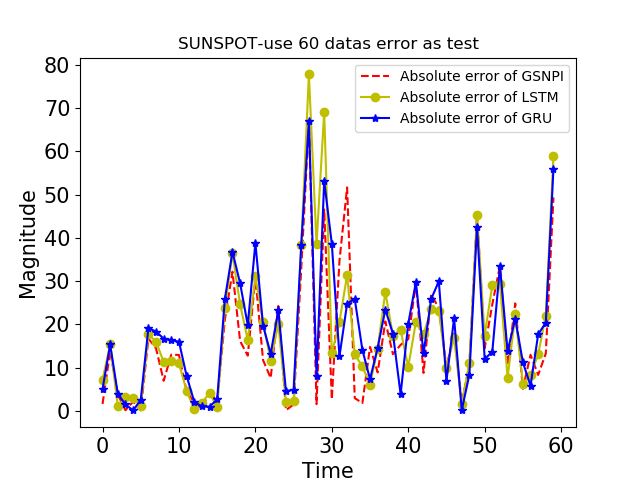 SUNSPOT-use 60 datas error as test
Absolute error of GSNPI
Absolute error of LSTM
Absolute error of GRU
80
70
60
50
40
30
20
10
0
Magnitude
0 10 20 30 40 50 60
Time